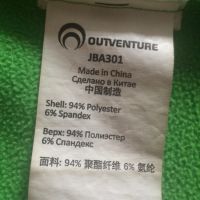 OUTVENTURE
JBA301
Made in China
Сделано в Китае
中国制造
Shell: 94% Polyester
6% Spandex
Верх: 94% Полиэстер
6% Спандекс
面料: 94% 聚酯纤维 6% 氨纶